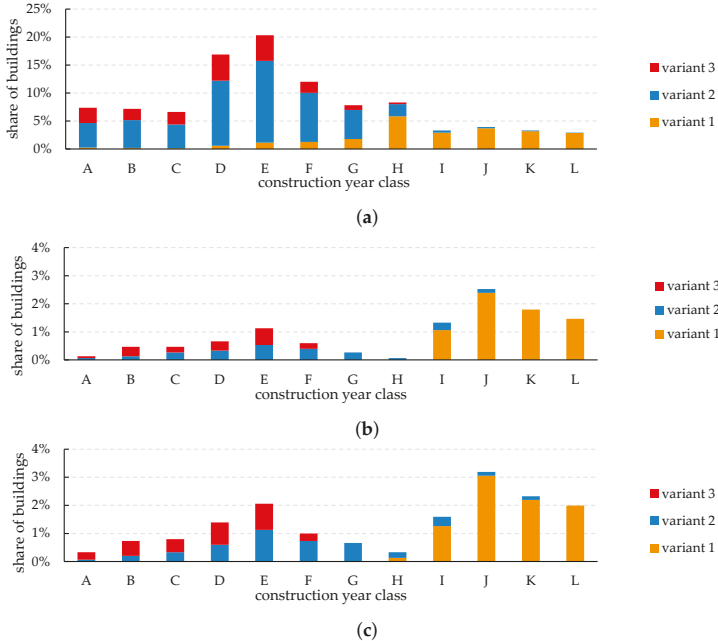 share of buildings
25%
20%
15%
10%
5%
0%
A B C D E F G H I J K L
construction year class
variant 3
variant 2
variant 1
(a)
share of buildings
4%
3%
2%
1%
0%
A B C D E F G H I J K L
construction year class
variant 3
variant 2
variant 1
(b)
share of buildings
4%
3%
2%
1%
0%
A B C D E F G H I J K L
construction year class
variant 3
variant 2
variant 1
(c)